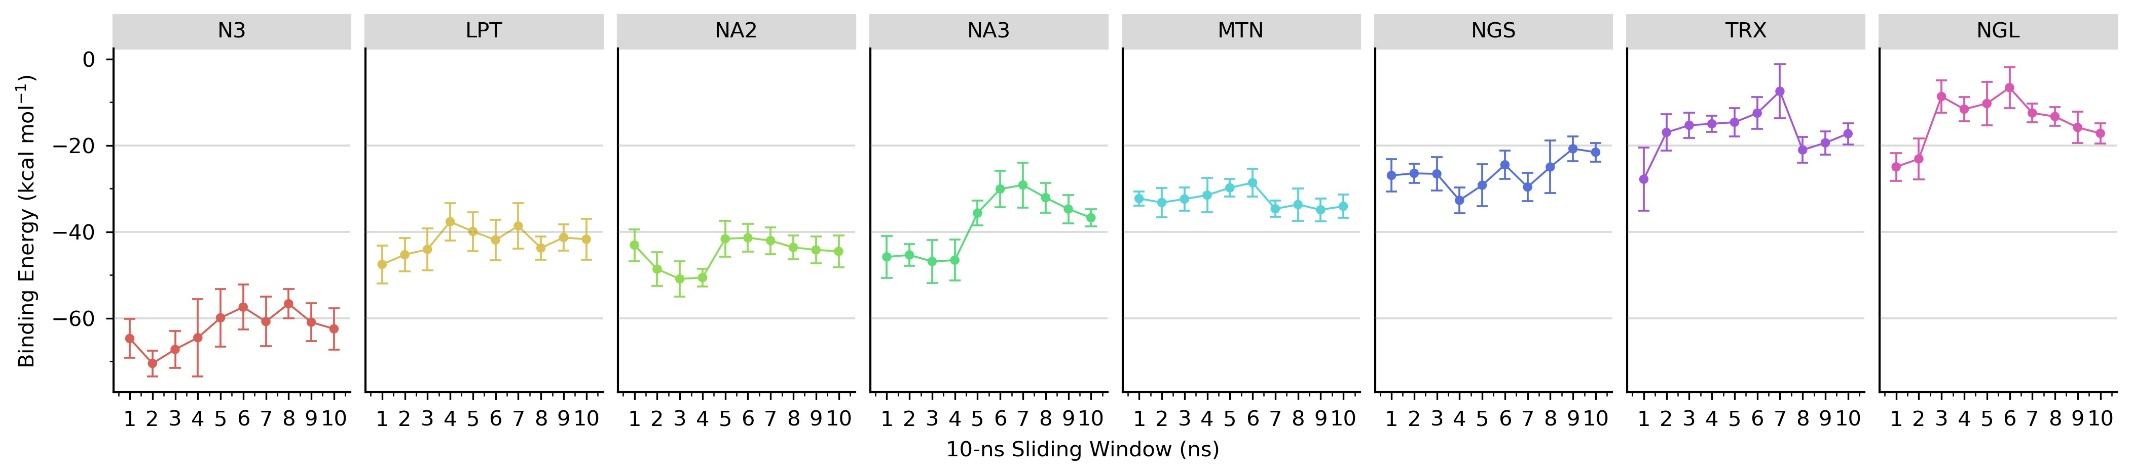 N3 LPT NA2 NA3 MTN NGS TRX NGL
Binding Energy (kcal mol⁻¹)
0
−20
−40
−60
1 2 3 4 5 6 7 8 9 10 1 2 3 4 5 6 7 8 9 10 1 2 3 4 5 6 7 8 9 10 1 2 3 4 5 6 7 8 9 10 1 2 3 4 5 6 7 8 9 10 1 2 3 4 5 6 7 8 9 10 1 2 3 4 5 6 7 8 9 10 1 2 3 4 5 6 7 8 9 10
10-ns Sliding Window (ns)